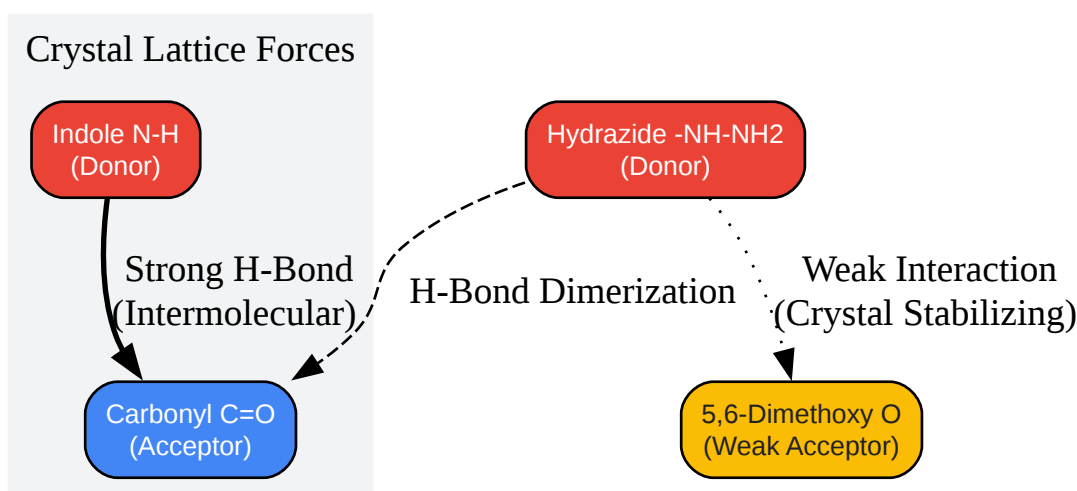 Crystal Lattice Forces
Indole N-H
(Donor)
Hydrazide -NH-NH2
(Donor)
Strong H-Bond
(Intermolecular)
H-Bond Dimerization
Weak Interaction
(Crystal Stabilizing)
Carbonyl C=O
(Acceptor)
5,6-Dimethoxy O
(Weak Acceptor)